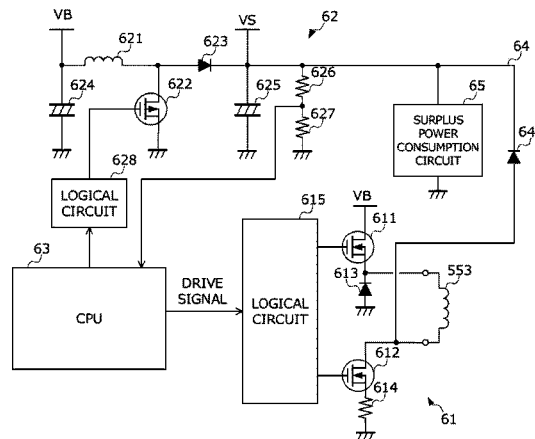 VB
621
623
VS
62
64
624
622
625
626
627
65
SURPLUS
POWER
CONSUMPTION
CIRCUIT
64
628
LOGICAL
CIRCUIT
615
VB
611
63
CPU
DRIVE
SIGNAL
LOGICAL
CIRCUIT
613
553
612
614
61